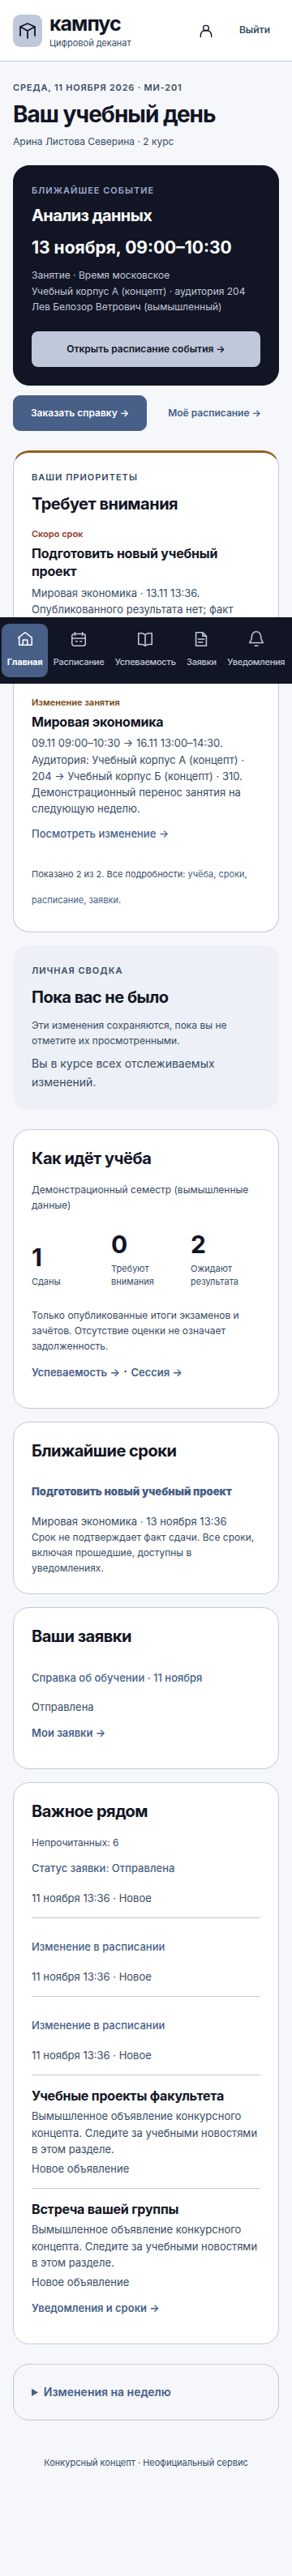 кампус
Цифровой деканат
Выйти
СРЕДА, 11 НОЯБРЯ 2026 · МИ-201
Ваш учебный день
Арина Листова Северина · 2 курс
БЛИЖАЙШЕЕ СОБЫТИЕ
Анализ данных
13 ноября, 09:00–10:30
Занятие · Время московское
Учебный корпус А (концепт) · аудитория 204
Лев Белозор Ветрович (вымышленный)
Открыть расписание события →
Заказать справку →
Моё расписание →
ВАШИ ПРИОРИТЕТЫ
Требует внимания
Скоро срок
Подготовить новый учебный
проект
Мировая экономика · 13.11 13:36.
Опубликованного результата нет; факт
Главная
Расписание
Успеваемость
Заявки
Уведомления
Изменение занятия
Мировая экономика
09.11 09:00–10:30 → 16.11 13:00–14:30.
Аудитория: Учебный корпус А (концепт) ·
204 → Учебный корпус Б (концепт) · 310.
Демонстрационный перенос занятия на
следующую неделю.
Посмотреть изменение →
Показано 2 из 2. Все подробности: учёба, сроки,
расписание, заявки.
ЛИЧНАЯ СВОДКА
Пока вас не было
Эти изменения сохраняются, пока вы не
отметите их просмотренными.
Вы в курсе всех отслеживаемых
изменений.
Как идёт учёба
Демонстрационный семестр (вымышленные
данные)
1
Сданы
0
Требуют
внимания
2
Ожидают
результата
Только опубликованные итоги экзаменов и
зачётов. Отсутствие оценки не означает
задолженность.
Успеваемость → · Сессия →
Ближайшие сроки
Подготовить новый учебный проект
Мировая экономика · 13 ноября 13:36
Срок не подтверждает факт сдачи. Все сроки,
включая прошедшие, доступны в
уведомлениях.
Ваши заявки
Справка об обучении · 11 ноября
Отправлена
Мои заявки →
Важное рядом
Непрочитанных: 6
Статус заявки: Отправлена
11 ноября 13:36 · Новое
Изменение в расписании
11 ноября 13:36 · Новое
Изменение в расписании
11 ноября 13:36 · Новое
Учебные проекты факультета
Вымышленное объявление конкурсного
концепта. Следите за учебными новостями
в этом разделе.
Новое объявление
Встреча вашей группы
Вымышленное объявление конкурсного
концепта. Следите за учебными новостями
в этом разделе.
Новое объявление
Уведомления и сроки →
Изменения на неделю
Конкурсный концепт · Неофициальный сервис